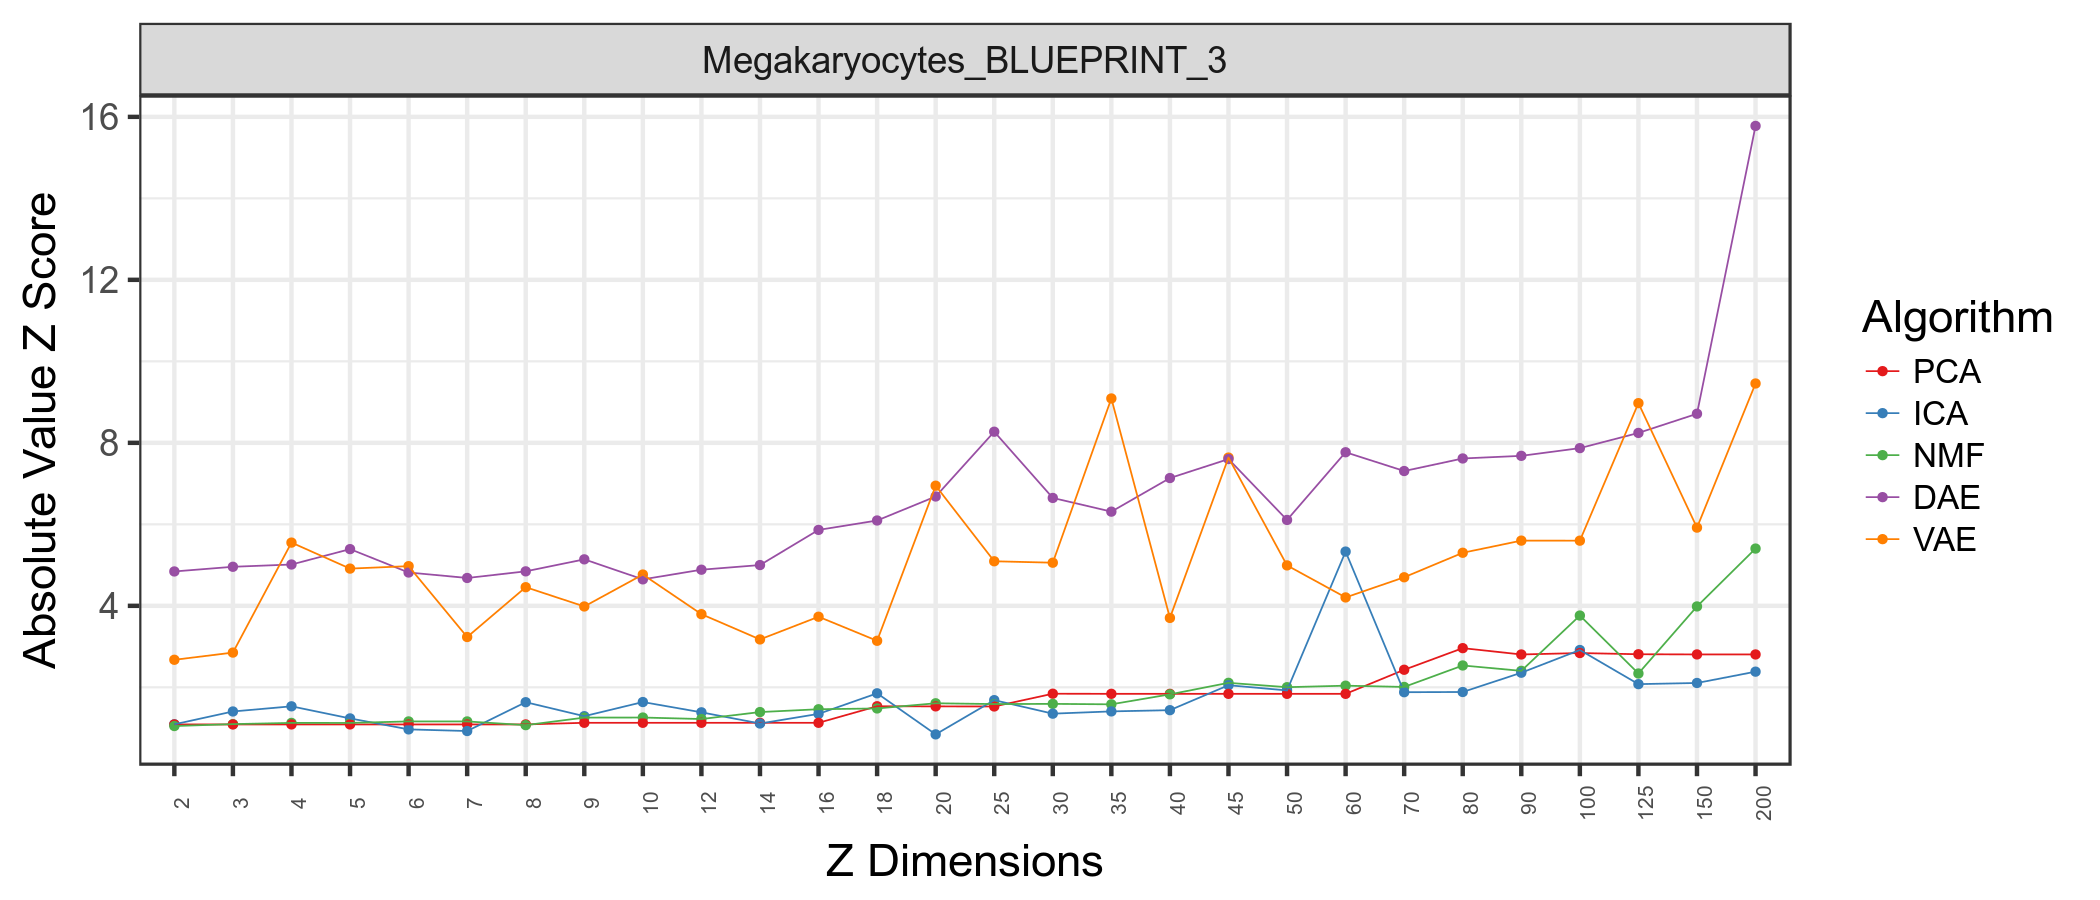 Megakaryocytes_BLUEPRINT_3
Absolute Value Z Score
16
12
8
4
2 3 4 5 6 7 8 9 10 12 14 16 18 20 25 30 35 40 45 50 60 70 80 90 100 125 150 200
Z Dimensions
Algorithm
PCA
ICA
NMF
DAE
VAE